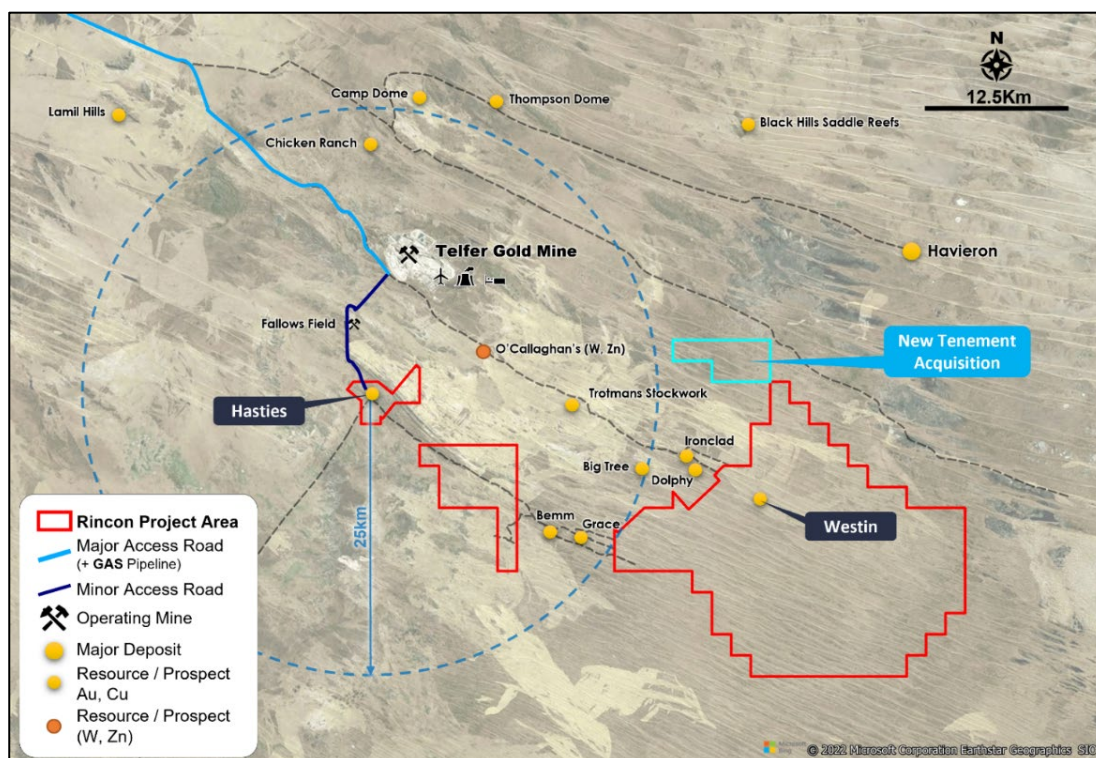 N
12.5Km
Camp Dome
Thompson Dome
Lamil Hills
Black Hills Saddle Reefs
Chicken Ranch
Telfer Gold Mine
Havieron
Fallows Field
O'Callaghan's (W, Zn)
New Tenement
Acquisition
Hasties
Trotmans Stockwork
Ironclad
Big Tree
Dolphy
Westin
Bemm
Grace
25km
Rincon Project Area
Major Access Road
(+ GAS Pipeline)
Minor Access Road
Operating Mine
Major Deposit
Resource / Prospect
Au, Cu
Resource / Prospect
(W, Zn)
© 2022 Microsoft Corporation Earthstar Geographics SIO